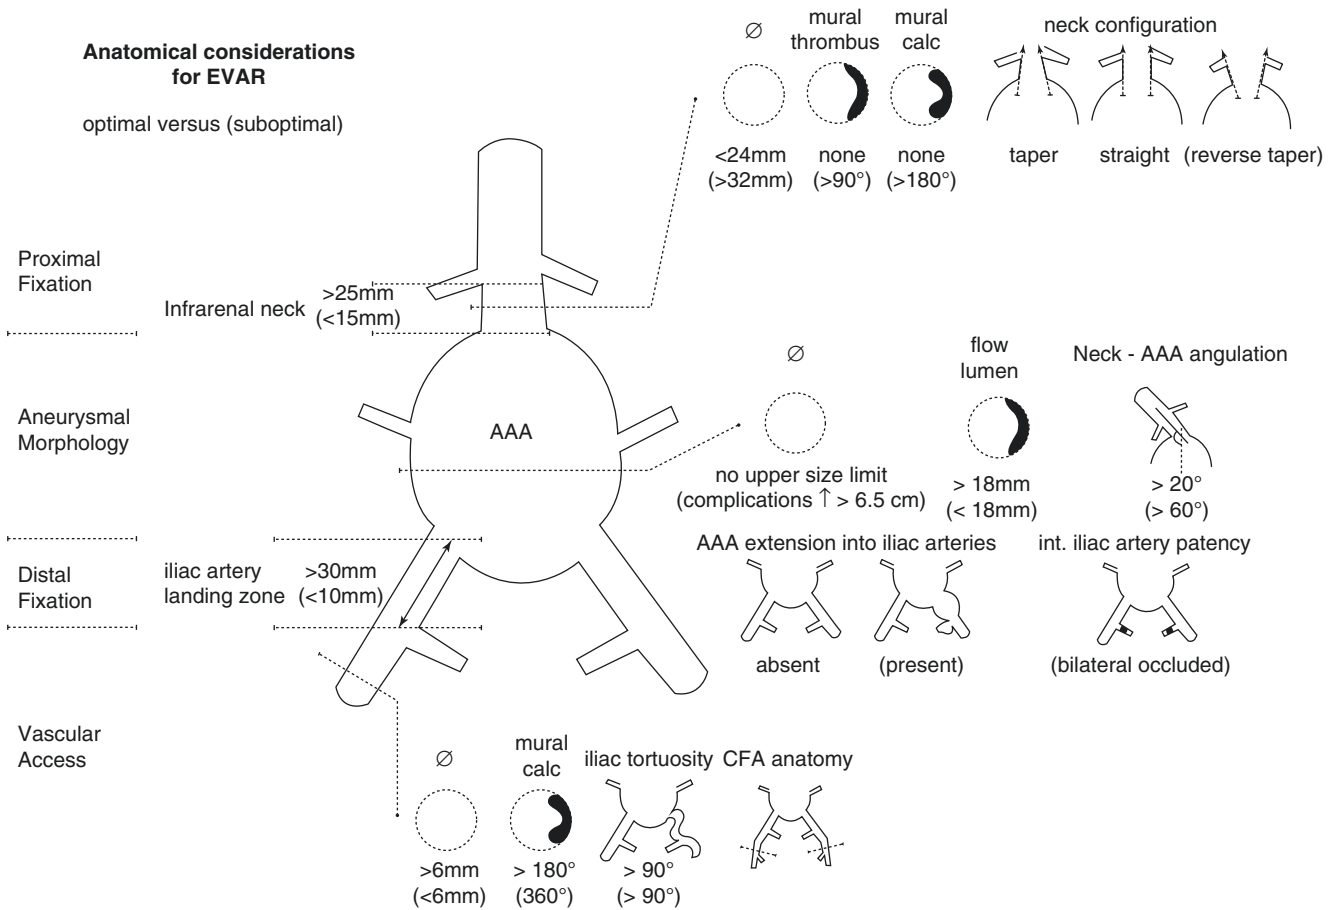 Anatomical considerations
for EVAR
optimal versus (suboptimal)
∅
mural
thrombus
mural
calc
neck configuration
<24mm
(>32mm)
none
(>90°)
none
(>180°)
taper
straight
(reverse taper)
Proximal
Fixation
Infrarenal neck
>25mm
(<15mm)
Aneurysmal
Morphology
AAA
∅
no upper size limit
(complications ↑ > 6.5 cm)
flow
lumen
> 18mm
(< 18mm)
Neck - AAA angulation
> 20°
(> 60°)
Distal
Fixation
iliac artery
landing zone
>30mm
(<10mm)
AAA extension into iliac arteries
absent
(present)
int. iliac artery patency
(bilateral occluded)
Vascular
Access
∅
>6mm
(<6mm)
mural
calc
> 180°
(360°)
iliac tortuosity
> 90°
(> 90°)
CFA anatomy